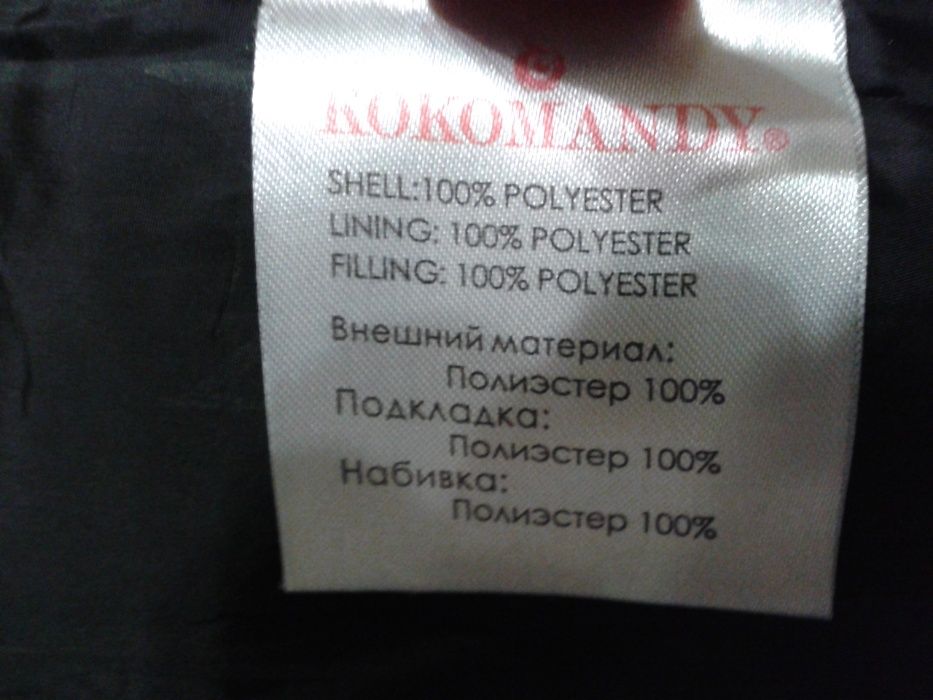 KOKOMANDY®
SHELL:100% POLYESTER
LINING: 100% POLYESTER
FILLING: 100% POLYESTER
Внешний материал:
Полиэстер 100%
Подкладка:
Полиэстер 100%
Набивка:
Полиэстер 100%